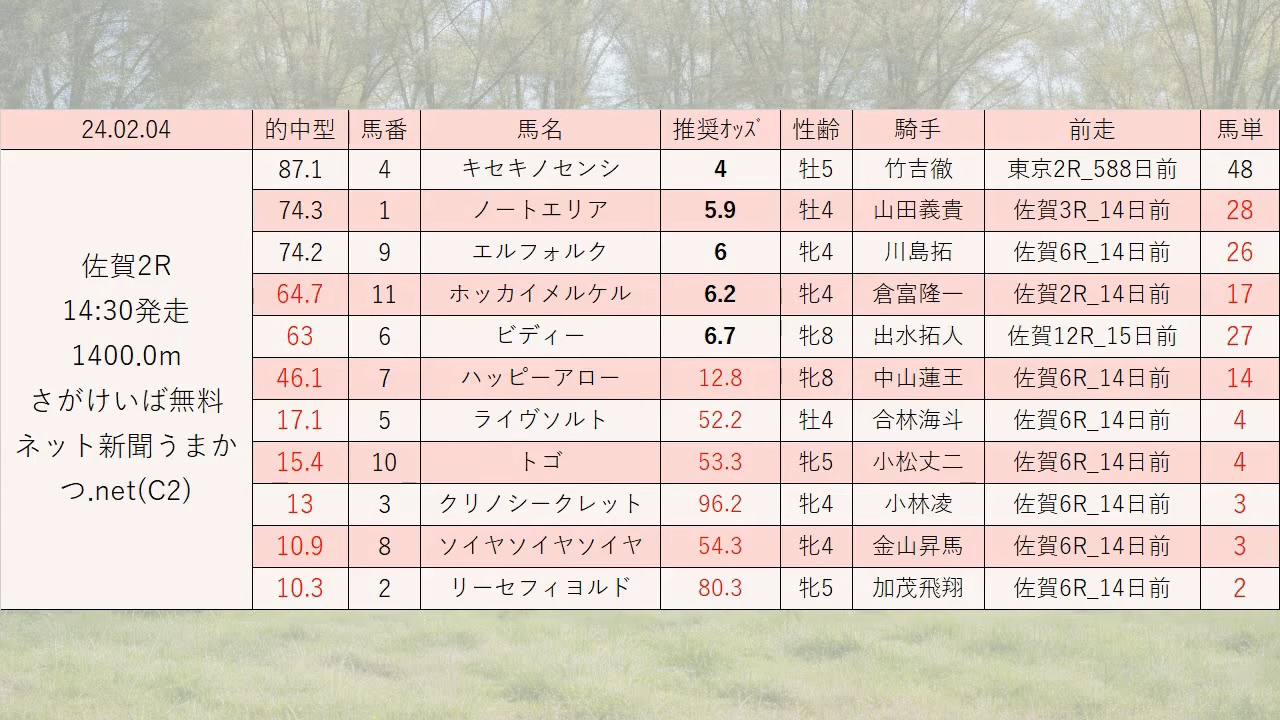 24.02.04 的中型 馬番 馬名 推奨ｵｯｽﾞ 性齢 騎手 前走 馬単
佐賀2R
14:30発走
1400.0m
さがけいば無料
ネット新聞うまか
つ.net(C2)
87.1 4 キセキノセンシ 4 牡5 竹吉徹 東京2R_588日前 48
74.3 1 ノートエリア 5.9 牡4 山田義貴 佐賀3R_14日前 28
74.2 9 エルフォルク 6 牝4 川島拓 佐賀6R_14日前 26
64.7 11 ホッカイメルケル 6.2 牝4 倉富隆一 佐賀2R_14日前 17
63 6 ビディー 6.7 牝8 出水拓人 佐賀12R_15日前 27
46.1 7 ハッピーアロー 12.8 牝8 中山蓮王 佐賀6R_14日前 14
17.1 5 ライヴソルト 52.2 牡4 合林海斗 佐賀6R_14日前 4
15.4 10 トゴ 53.3 牝5 小松丈二 佐賀6R_14日前 4
13 3 クリノシークレット 96.2 牝4 小林凌 佐賀6R_14日前 3
10.9 8 ソイヤソイヤソイヤ 54.3 牝4 金山昇馬 佐賀6R_14日前 3
10.3 2 リーセフィヨルド 80.3 牝5 加茂飛翔 佐賀6R_14日前 2